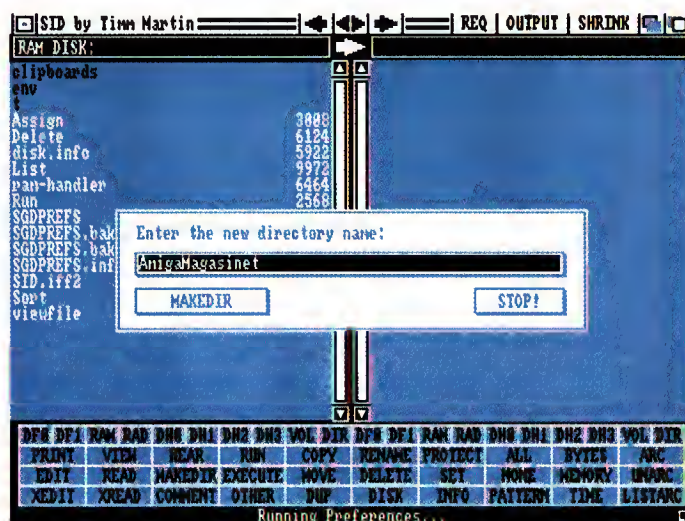 SID by Timm Martin REQ OUTPUT SHRINK
RAM DISK:
clipboards
env
t
Assign 3008
Delete 6124
disk.info 5922
List 9972
ram-handler 6464
Run 2568
SGDPREFS
SGDPREFS.bak
SGDPREFS.bak
SGDPREFS.inf
SID.iff2
Sort
viewfile
Enter the new directory name:
AmigaMagasinet
MAKEDIR STOP!
DF0 DF1 RAM RAD DH0 DH1 DH2 DH3 VOL DIR DF0 DF1 RAM RAD DH0 DH1 DH2 DH3 VOL DIR
PRINT VIEW HEAR RUN COPY RENAME PROTECT ALL BYTES ARC
EDIT READ MAKEDIR EXECUTE MOVE DELETE SET NONE MEMORY UNARC
XEDIT XREAD COMMENT OTHER DUP DISK INFO PATTERN TIME LISTARC
Running Preferences...